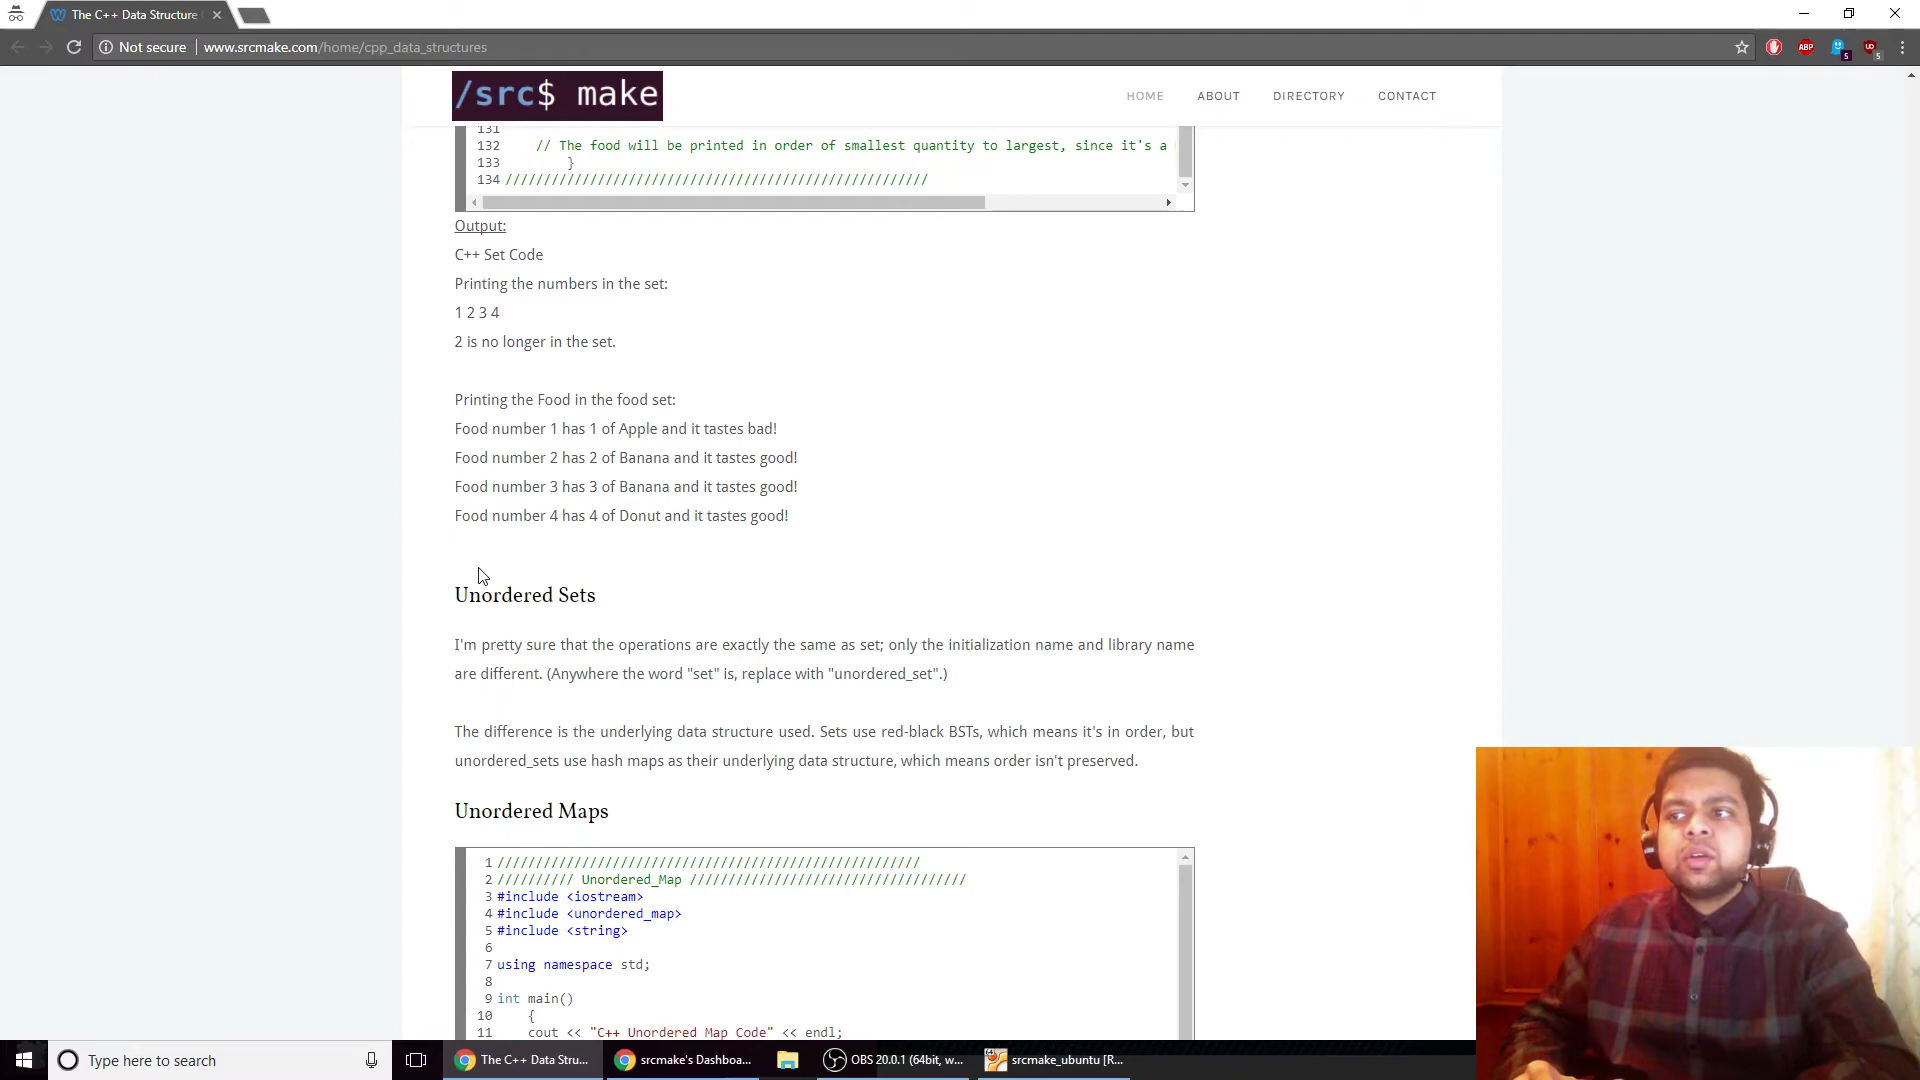 The C++ Data Structure
Not secure | www.srcmake.com/home/cpp_data_structures
ABP
UD
5
5
/src$ make
HOME
ABOUT
DIRECTORY
CONTACT
131
132 // The food will be printed in order of smallest quantity to largest, since it's a
133 }
134 ///////////////////////////////////////////////////////
Output:
C++ Set Code
Printing the numbers in the set:
1 2 3 4
2 is no longer in the set.
Printing the Food in the food set:
Food number 1 has 1 of Apple and it tastes bad!
Food number 2 has 2 of Banana and it tastes good!
Food number 3 has 3 of Banana and it tastes good!
Food number 4 has 4 of Donut and it tastes good!
Unordered Sets
I'm pretty sure that the operations are exactly the same as set; only the initialization name and library name
are different. (Anywhere the word "set" is, replace with "unordered_set".)
The difference is the underlying data structure used. Sets use red-black BSTs, which means it's in order, but
unordered_sets use hash maps as their underlying data structure, which means order isn't preserved.
Unordered Maps
1 ///////////////////////////////////////////////////////
2 ////////// Unordered_Map ////////////////////////////////////
3 #include <iostream>
4 #include <unordered_map>
5 #include <string>
6
7 using namespace std;
8
9 int main()
10 {
11 cout << "C++ Unordered Map Code" << endl;
Type here to search
The C++ Data Stru...
srcmake's Dashboa...
OBS 20.0.1 (64bit, w...
srcmake_ubuntu [R...